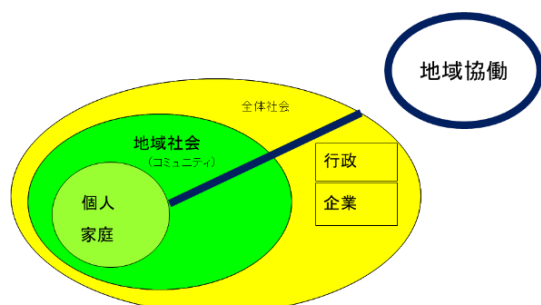 地域協働
全体社会
地域社会
（コミュニティ）
行政
個人
企業
家庭